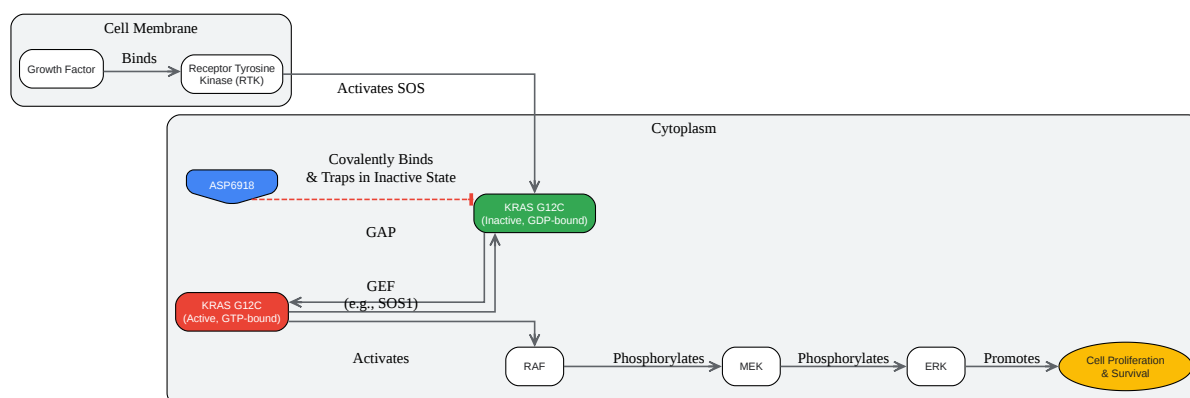 Cell Membrane
Growth Factor
Binds
Receptor Tyrosine
Kinase (RTK)
Activates SOS
Cytoplasm
Covalently Binds
& Traps in Inactive State
ASP6918
KRAS G12C
(Inactive, GDP-bound)
GAP
GEF
(e.g., SOS1)
KRAS G12C
(Active, GTP-bound)
Activates
RAF
Phosphorylates
MEK
Phosphorylates
ERK
Promotes
Cell Proliferation
& Survival